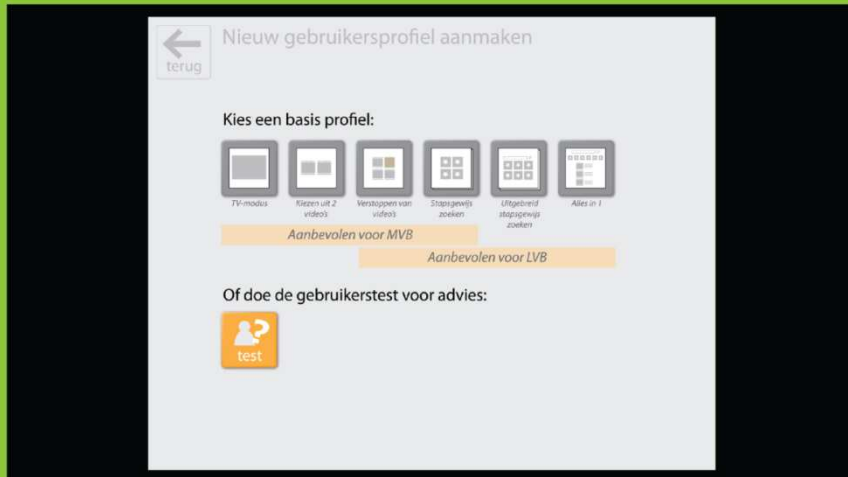 Nieuw gebruikersprofiel aanmaken
terug
Kies een basis profiel:
TV-modus
Kiezen uit 2
video's
Verstoppen van
video's
Stapsgewijs
zoeken
Uitgebreid
stapsgewijs
zoeken
Alles in 1
Aanbevolen voor MVB
Aanbevolen voor LVB
Of doe de gebruikerstest voor advies:
?
test